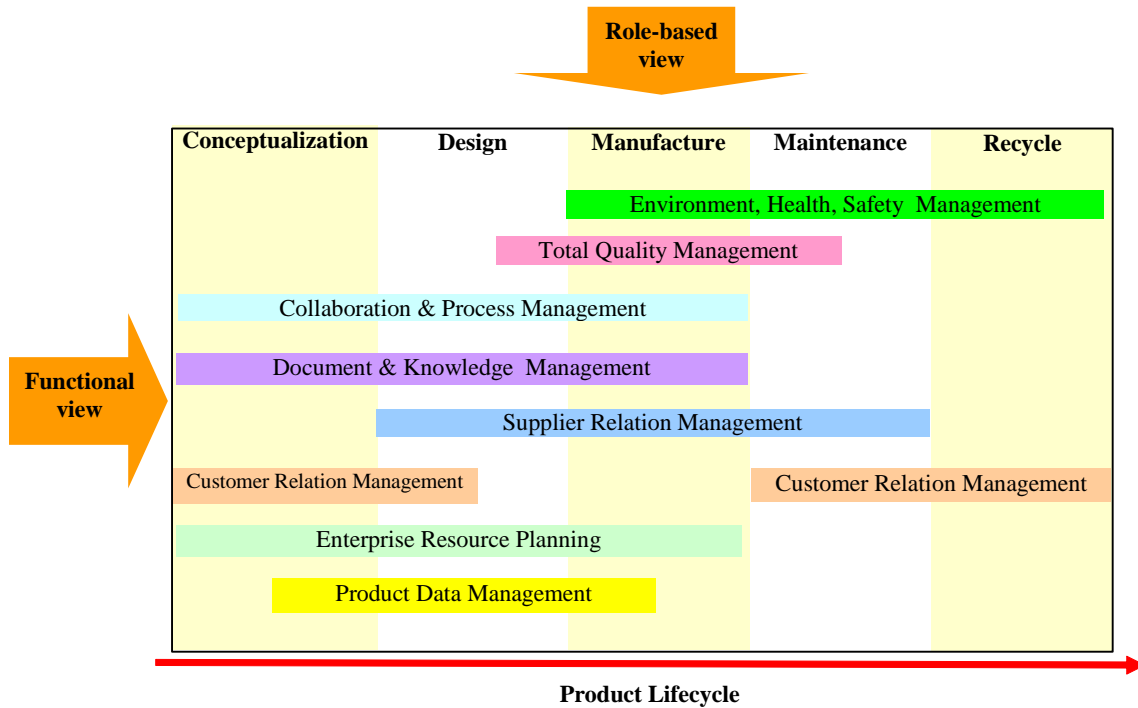 Role-based
view
Conceptualization Design Manufacture Maintenance Recycle
Environment, Health, Safety Management
Total Quality Management
Collaboration & Process Management
Document & Knowledge Management
Functional
view
Supplier Relation Management
Customer Relation Management Customer Relation Management
Enterprise Resource Planning
Product Data Management
Product Lifecycle